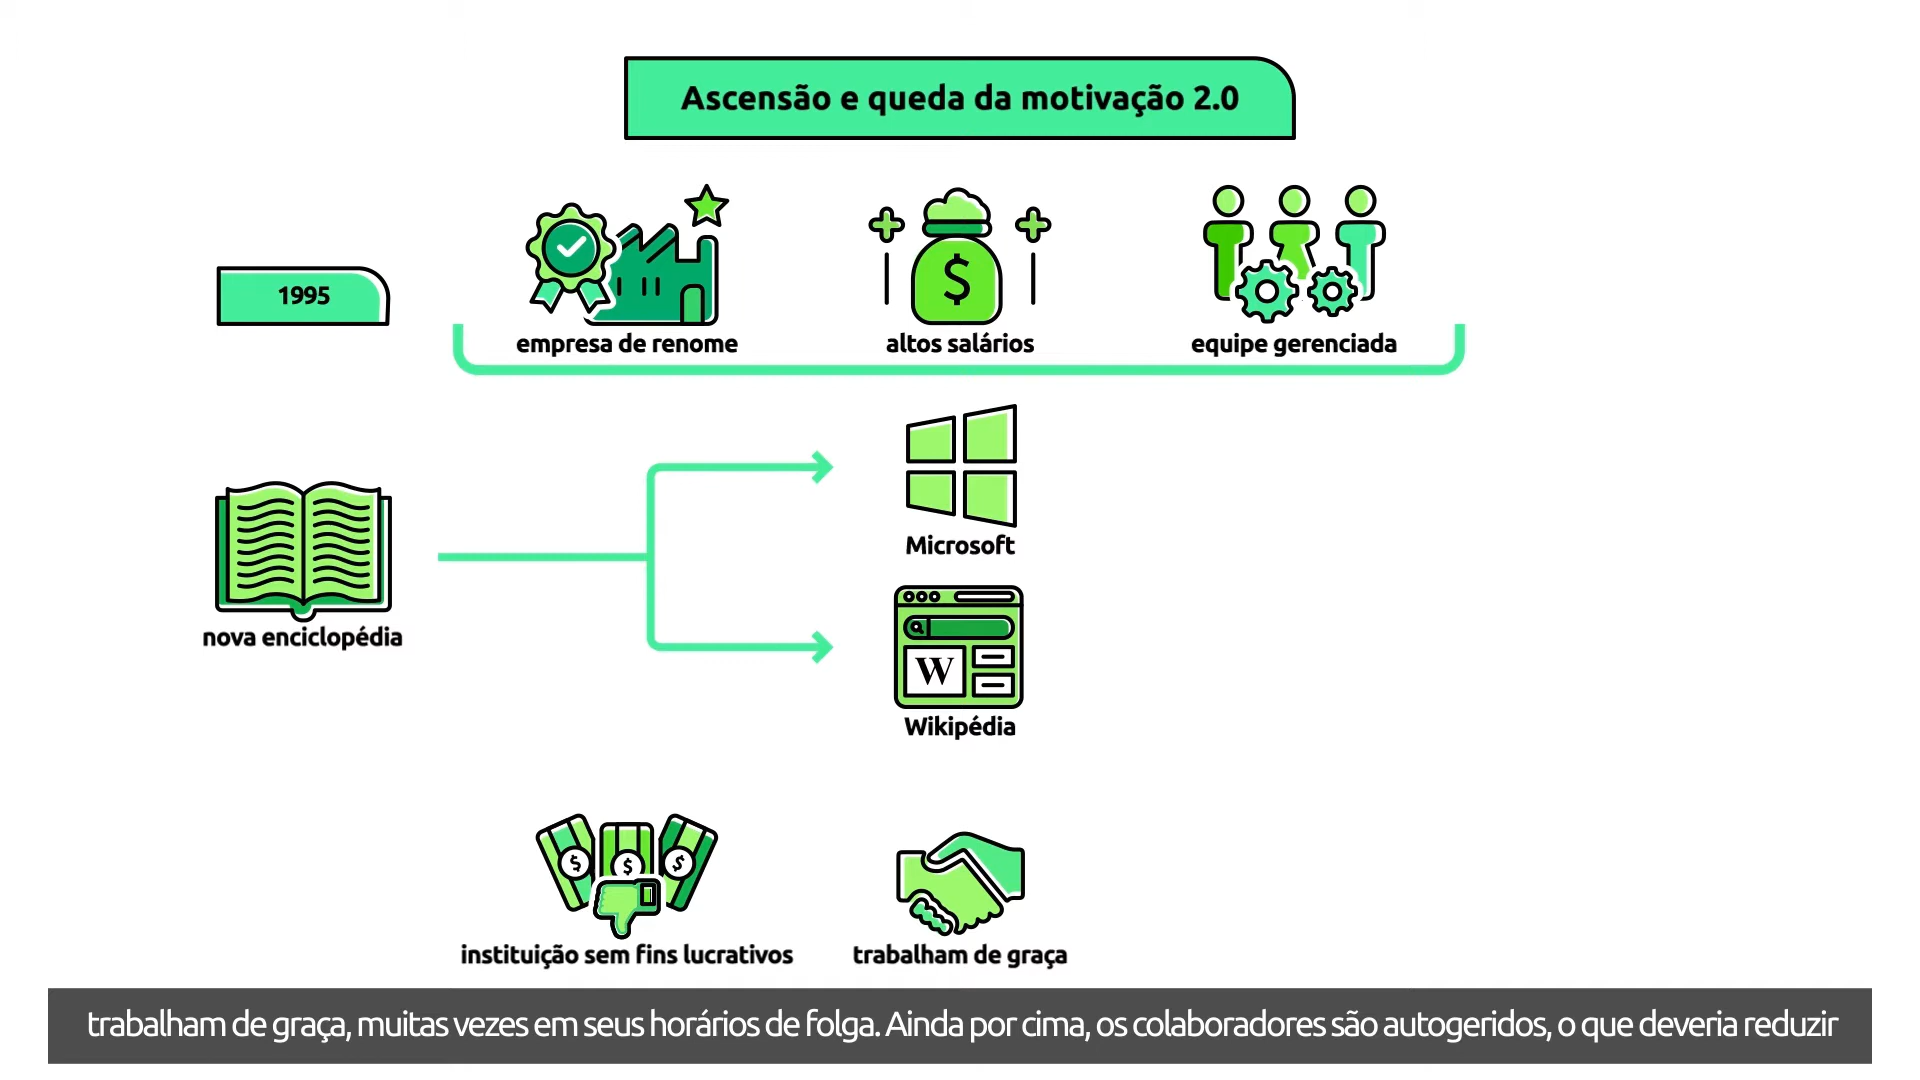 Ascensão e queda da motivação 2.0
1995
empresa de renome
$
altos salários
equipe gerenciada
Microsoft
nova enciclopédia
W
Wikipédia
$ $ $
instituição sem fins lucrativos
trabalham de graça
trabalham de graça, muitas vezes em seus horários de folga. Ainda por cima, os colaboradores são autogeridos, o que deveria reduzir